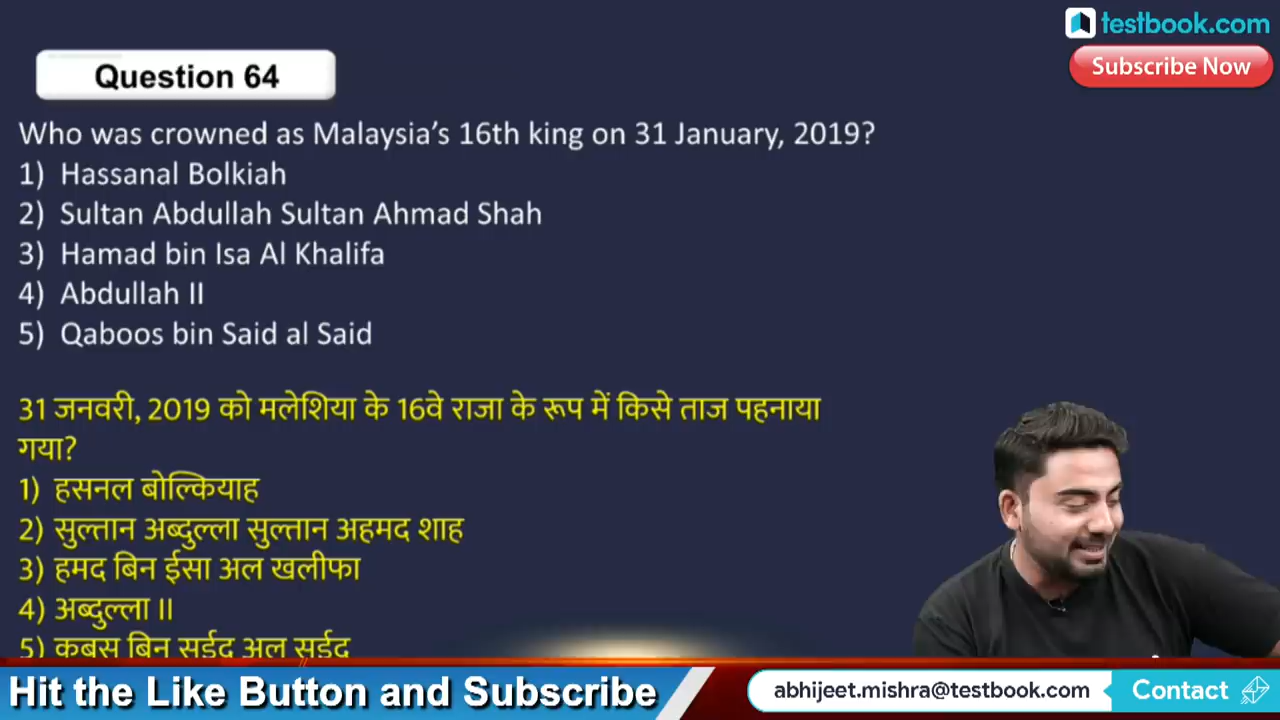 testbook.com
Subscribe Now
Question 64
Who was crowned as Malaysia’s 16th king on 31 January, 2019?
1) Hassanal Bolkiah
2) Sultan Abdullah Sultan Ahmad Shah
3) Hamad bin Isa Al Khalifa
4) Abdullah II
5) Qaboos bin Said al Said
31 जनवरी, 2019 को मलेशिया के 16वे राजा के रूप में किसे ताज पहनाया
गया?
1) हसनल बोल्कियाह
2) सुल्तान अब्दुल्ला सुल्तान अहमद शाह
3) हमद बिन ईसा अल खलीफा
4) अब्दुल्ला II
5) कबूस बिन सईद अल सईद
Hit the Like Button and Subscribe
abhijeet.mishra@testbook.com
Contact